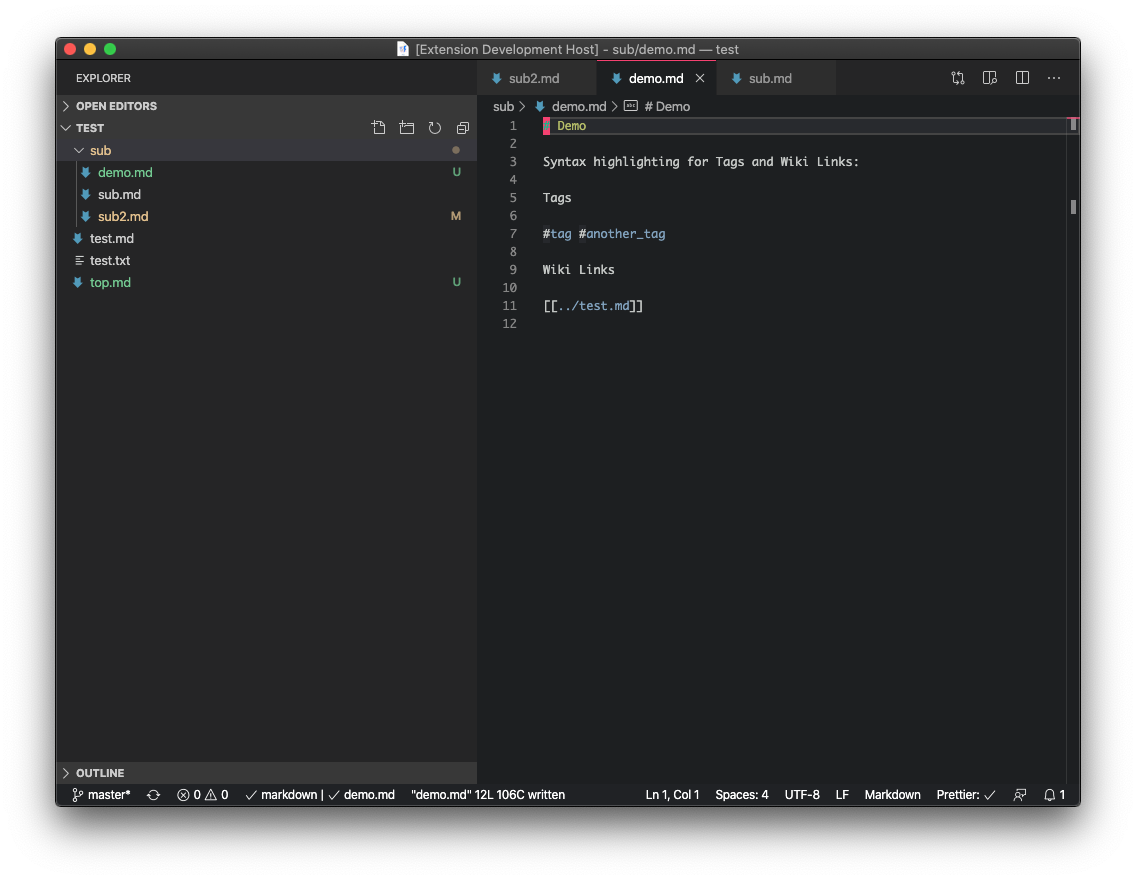 [Extension Development Host] - sub/demo.md — test
EXPLORER
OPEN EDITORS
TEST
sub
demo.md U
sub.md
sub2.md M
test.md
test.txt
top.md U
OUTLINE
sub2.md demo.md sub.md
sub demo.md abc # Demo
1 # Demo
2
3 Syntax highlighting for Tags and Wiki Links:
4
5 Tags
6
7 #tag #another_tag
8
9 Wiki Links
10
11 [[../test.md]]
12
master* 0 0 markdown | demo.md "demo.md" 12L 106C written Ln 1, Col 1 Spaces: 4 UTF-8 LF Markdown Prettier: 1